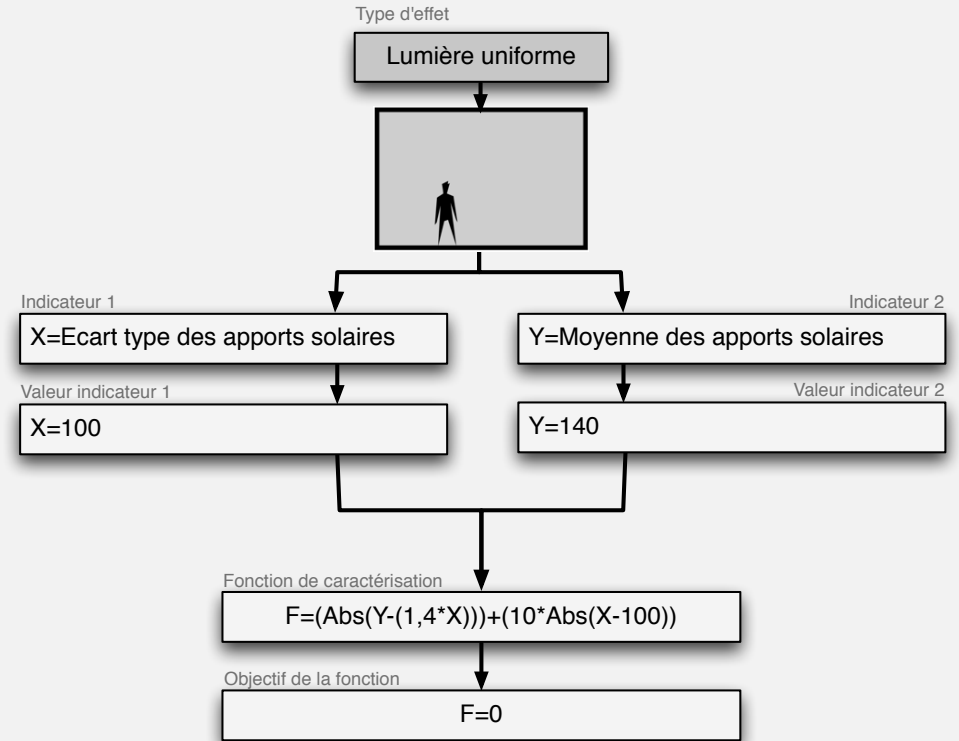 Type d'effet
Lumière uniforme
Indicateur 1
Indicateur 2
X=Ecart type des apports solaires
Y=Moyenne des apports solaires
Valeur indicateur 1
Valeur indicateur 2
X=100
Y=140
Fonction de caractérisation
F=(Abs(Y-(1,4*X)))+(10*Abs(X-100))
Objectif de la fonction
F=0